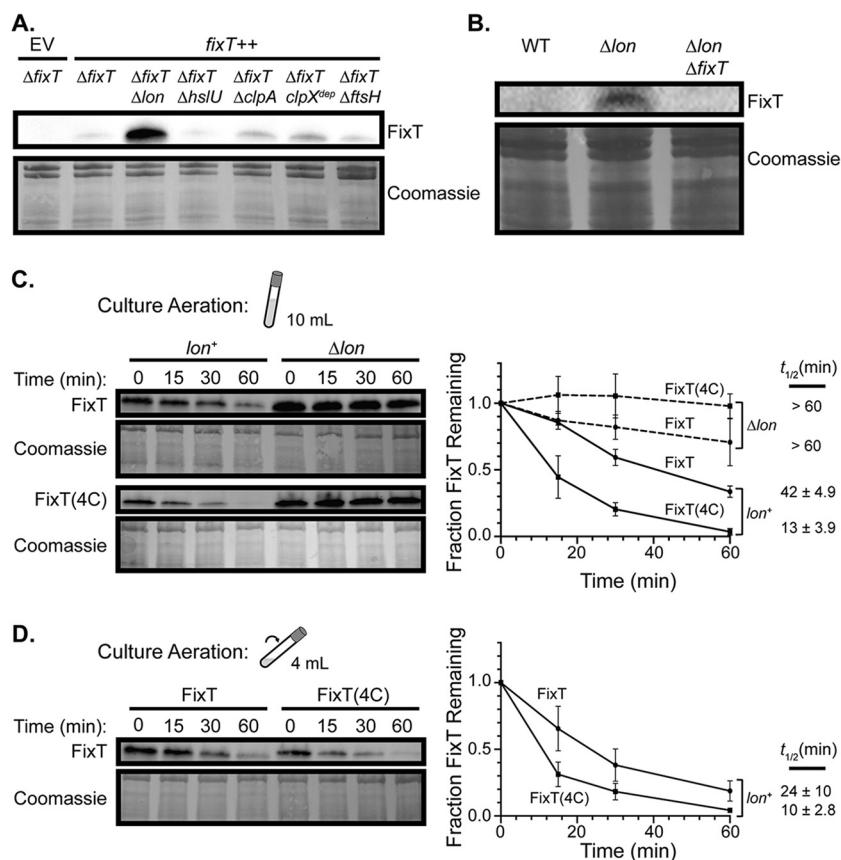 A.
EV fixT++
ΔfixT ΔfixT ΔfixT ΔfixT ΔfixT ΔfixT ΔfixT
Δlon ΔhslU ΔclpA clpXdep ΔftsH
FixT
Coomassie
B.
WT Δlon Δlon
ΔfixT
FixT
Coomassie
C.
Culture Aeration: 10 mL
lon+ Δlon
Time (min): 0 15 30 60 0 15 30 60
FixT
Coomassie
FixT(4C)
Coomassie
Fraction FixT Remaining
1.0
0.5
0.0
0 20 40 60
Time (min)
FixT(4C)
FixT
FixT
FixT(4C)
Δlon
lon+
t1/2(min)
> 60
> 60
42 ± 4.9
13 ± 3.9
D.
Culture Aeration: 4 mL
FixT FixT(4C)
Time (min): 0 15 30 60 0 15 30 60
FixT
Coomassie
Fraction FixT Remaining
1.0
0.5
0.0
0 20 40 60
Time (min)
FixT
FixT(4C)
lon+
t1/2(min)
24 ± 10
10 ± 2.8